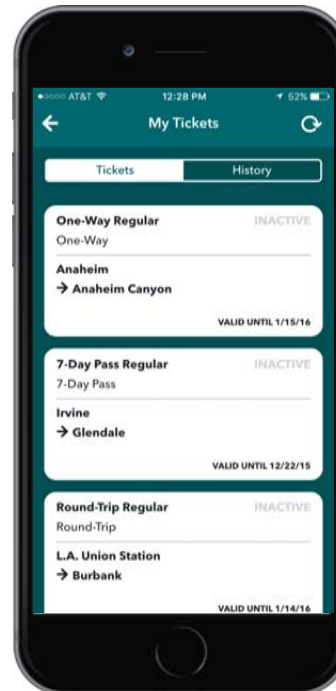 AT&T 12:28 PM 52%
My Tickets
Tickets History
One-Way Regular INACTIVE
One-Way
Anaheim
→ Anaheim Canyon
VALID UNTIL 1/15/16
7-Day Pass Regular INACTIVE
7-Day Pass
Irvine
→ Glendale
VALID UNTIL 12/22/15
Round-Trip Regular INACTIVE
Round-Trip
L.A. Union Station
→ Burbank
VALID UNTIL 1/14/16